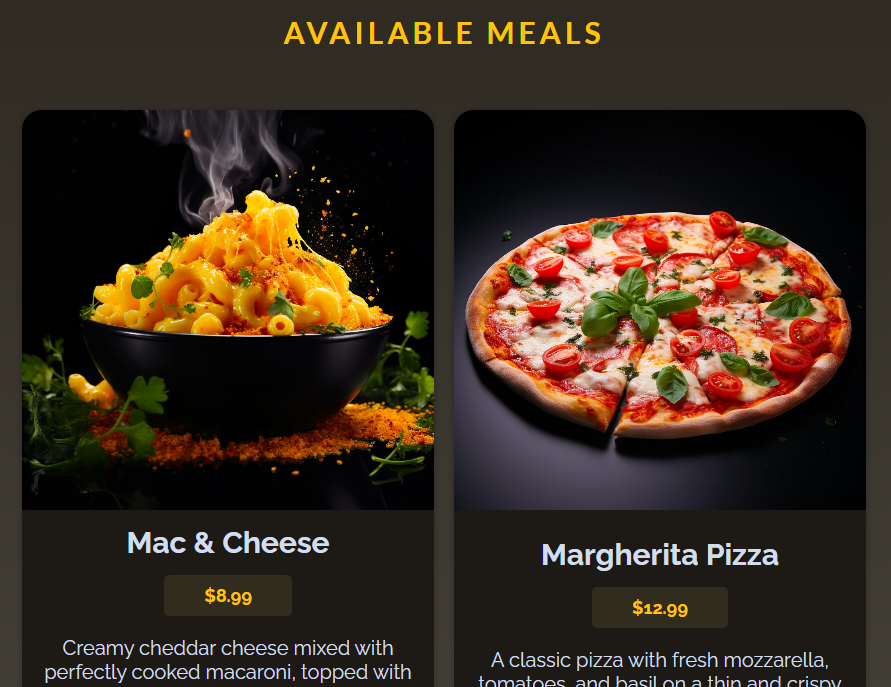 AVAILABLE MEALS
Mac & Cheese
$8.99
Creamy cheddar cheese mixed with
perfectly cooked macaroni, topped with
Margherita Pizza
$12.99
A classic pizza with fresh mozzarella,
tomatoes, and basil on a thin and crispy